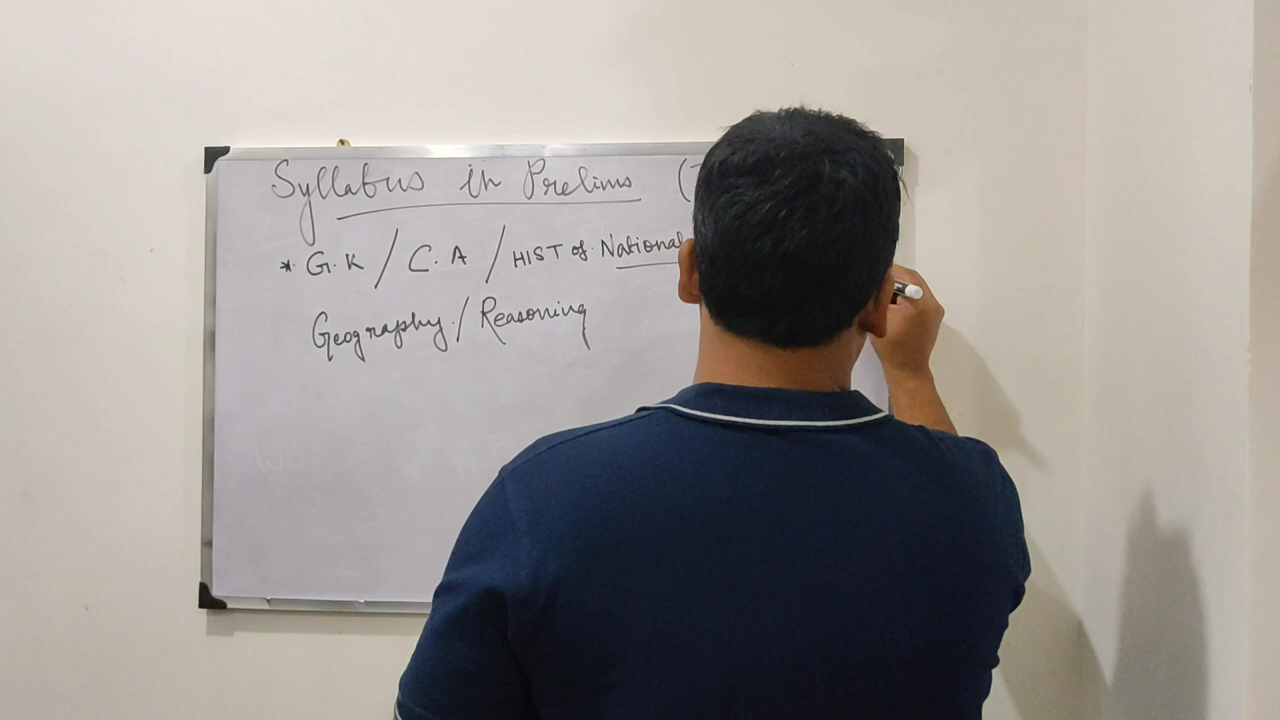 Syllabus in Prelims (
* G.K / C.A / HIST of National
Geography / Reasoning